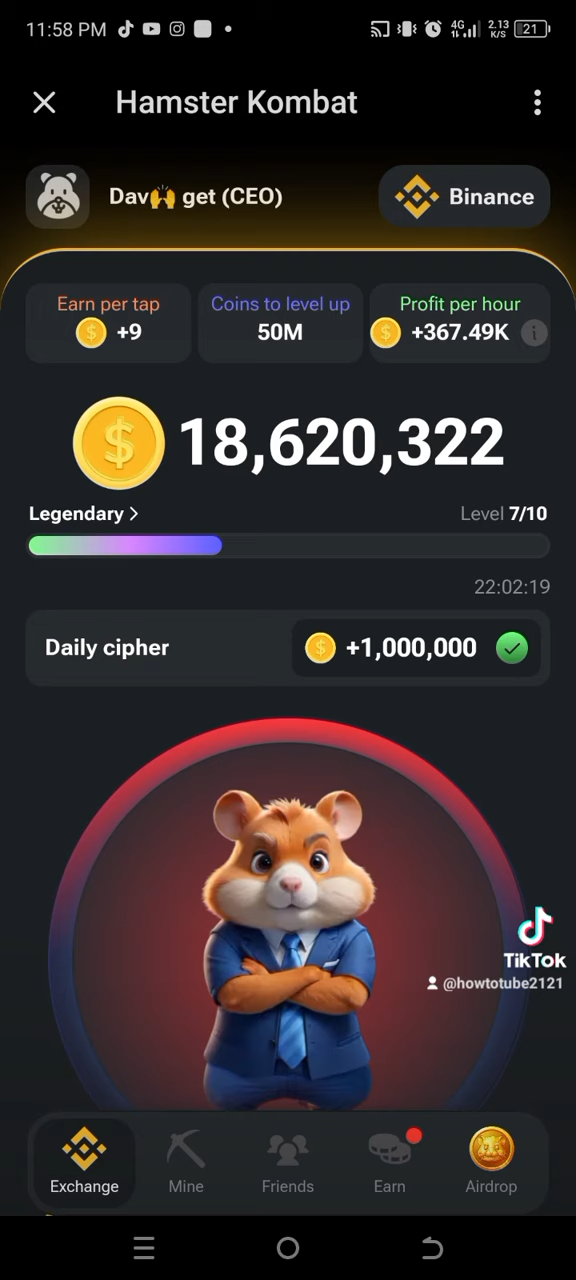 11:58 PM
4G
2.13
K/S
21
Hamster Kombat
Dav🙌 get (CEO)
Binance
Earn per tap
+9
Coins to level up
50M
Profit per hour
+367.49K
18,620,322
Legendary >
Level 7/10
22:02:19
Daily cipher
+1,000,000
TikTok
@howtotube2121
Exchange
Mine
Friends
Earn
Airdrop